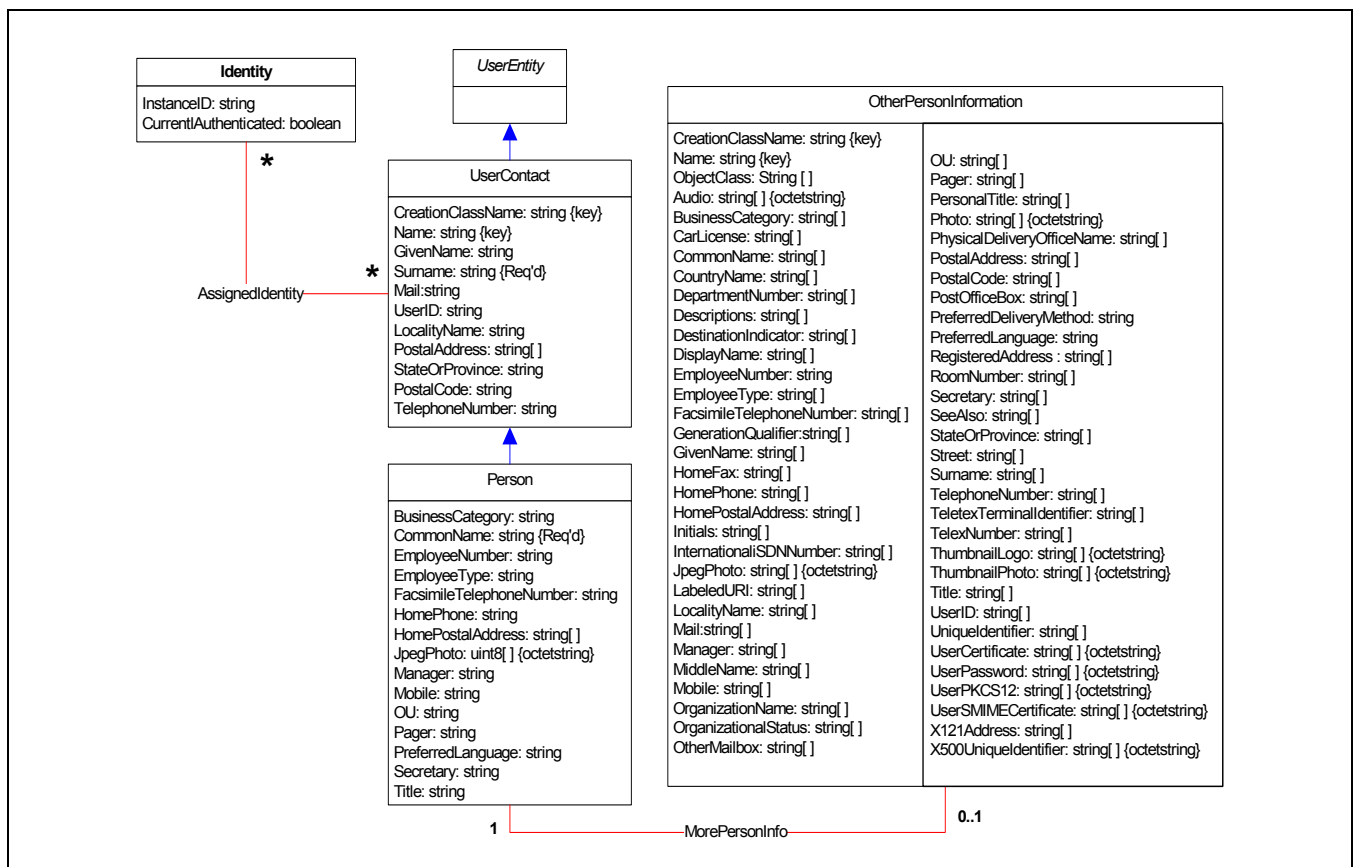 Identity
InstanceID: string
CurrentlAuthenticated: boolean
*
AssignedIdentity
*
UserEntity
UserContact
CreationClassName: string {key}
Name: string {key}
GivenName: string
Surname: string {Req'd}
Mail:string
UserID: string
LocalityName: string
PostalAddress: string[ ]
StateOrProvince: string
PostalCode: string
TelephoneNumber: string
Person
BusinessCategory: string
CommonName: string {Req'd}
EmployeeNumber: string
EmployeeType: string
FacsimileTelephoneNumber: string
HomePhone: string
HomePostalAddress: string[ ]
JpegPhoto: uint8[ ] {octetstring}
Manager: string
Mobile: string
OU: string
Pager: string
PreferredLanguage: string
Secretary: string
Title: string
OtherPersonInformation
CreationClassName: string {key}
Name: string {key}
ObjectClass: String [ ]
Audio: string[ ] {octetstring}
BusinessCategory: string[ ]
CarLicense: string[ ]
CommonName: string[ ]
CountryName: string[ ]
DepartmentNumber: string[ ]
Descriptions: string[ ]
DestinationIndicator: string[ ]
DisplayName: string[ ]
EmployeeNumber: string
EmployeeType: string[ ]
FacsimileTelephoneNumber: string[ ]
GenerationQualifier:string[ ]
GivenName: string[ ]
HomeFax: string[ ]
HomePhone: string[ ]
HomePostalAddress: string[ ]
Initials: string[ ]
InternationaliSDNNumber: string[ ]
JpegPhoto: string[ ] {octetstring}
LabeledURI: string[ ]
LocalityName: string[ ]
Mail:string[ ]
Manager: string[ ]
MiddleName: string[ ]
Mobile: string[ ]
OrganizationName: string[ ]
OrganizationalStatus: string[ ]
OtherMailbox: string[ ]
OU: string[ ]
Pager: string[ ]
PersonalTitle: string[ ]
Photo: string[ ] {octetstring}
PhysicalDeliveryOfficeName: string[ ]
PostalAddress: string[ ]
PostalCode: string[ ]
PostOfficeBox: string[ ]
PreferredDeliveryMethod: string
PreferredLanguage: string
RegisteredAddress : string[ ]
RoomNumber: string[ ]
Secretary: string[ ]
SeeAlso: string[ ]
StateOrProvince: string[ ]
Street: string[ ]
Surname: string[ ]
TelephoneNumber: string[ ]
TeletexTerminalIdentifier: string[ ]
TelexNumber: string[ ]
ThumbnailLogo: string[ ] {octetstring}
ThumbnailPhoto: string[ ] {octetstring}
Title: string[ ]
UserID: string[ ]
UniqueIdentifier: string[ ]
UserCertificate: string[ ] {octetstring}
UserPassword: string[ ] {octetstring}
UserPKCS12: string[ ] {octetstring}
UserSMIMECertificate: string[ ] {octetstring}
X121Address: string[ ]
X500UniqueIdentifier: string[ ] {octetstring}
1
MorePersonInfo
0..1